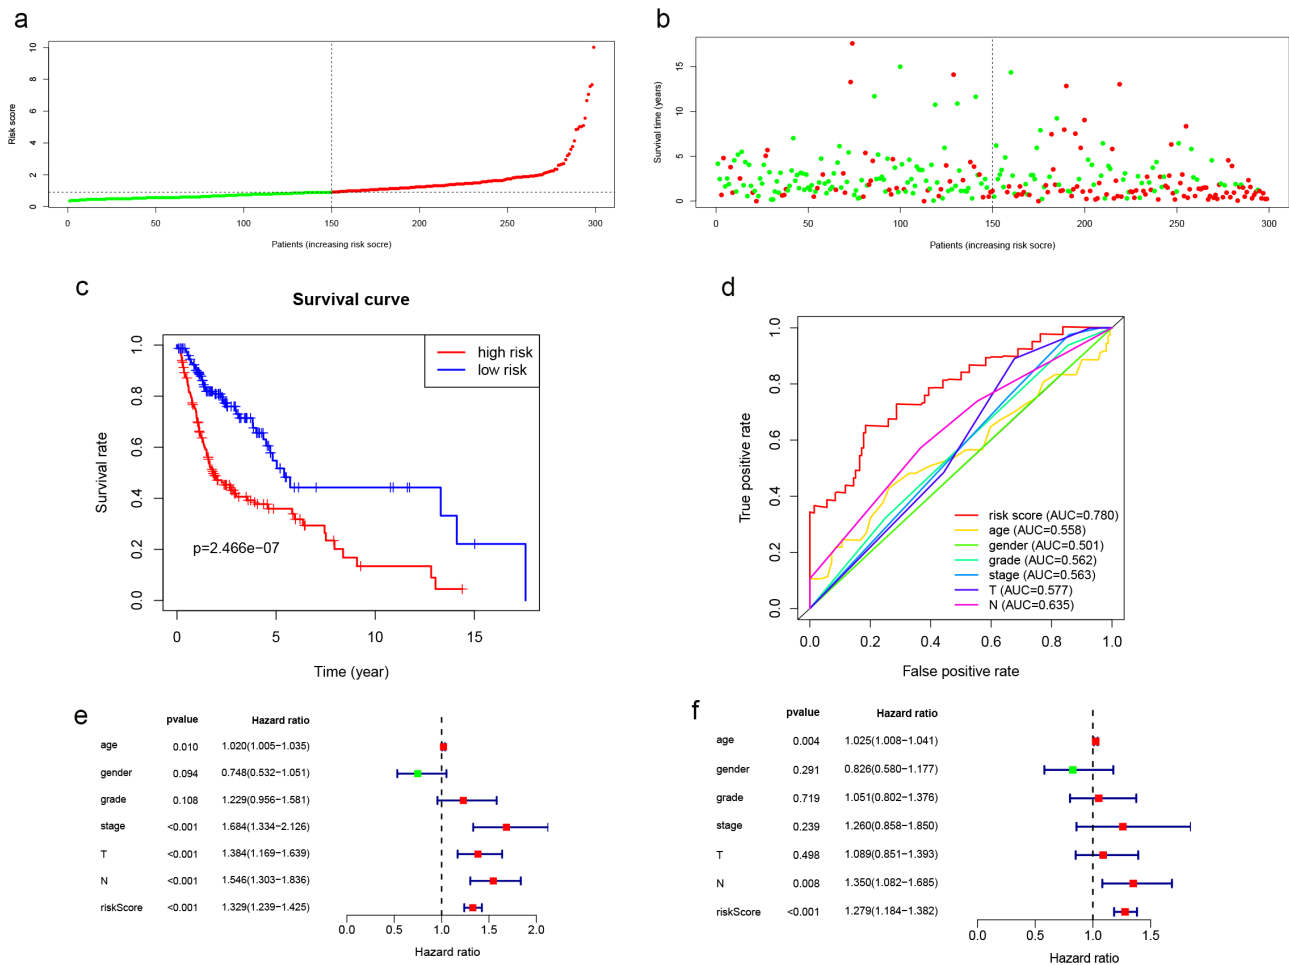 a
Risk score
0 2 4 6 8 10
0 50 100 150 200 250 300
Patients (increasing risk socre)
b
Survival time (years)
0 5 10 15
0 50 100 150 200 250 300
Patients (increasing risk socre)
c
Survival curve
Survival rate
0.0 0.2 0.4 0.6 0.8 1.0
high risk
low risk
p=2.466e−07
0 5 10 15
Time (year)
d
True positive rate
0.0 0.2 0.4 0.6 0.8 1.0
risk score (AUC=0.780)
age (AUC=0.558)
gender (AUC=0.501)
grade (AUC=0.562)
stage (AUC=0.563)
T (AUC=0.577)
N (AUC=0.635)
0.0 0.2 0.4 0.6 0.8 1.0
False positive rate
e
pvalue Hazard ratio
age 0.010 1.020(1.005−1.035)
gender 0.094 0.748(0.532−1.051)
grade 0.108 1.229(0.956−1.581)
stage <0.001 1.684(1.334−2.126)
T <0.001 1.384(1.169−1.639)
N <0.001 1.546(1.303−1.836)
riskScore <0.001 1.329(1.239−1.425)
0.0 0.5 1.0 1.5 2.0
Hazard ratio
f
pvalue Hazard ratio
age 0.004 1.025(1.008−1.041)
gender 0.291 0.826(0.580−1.177)
grade 0.719 1.051(0.802−1.376)
stage 0.239 1.260(0.858−1.850)
T 0.498 1.089(0.851−1.393)
N 0.008 1.350(1.082−1.685)
riskScore <0.001 1.279(1.184−1.382)
0.0 0.5 1.0 1.5
Hazard ratio